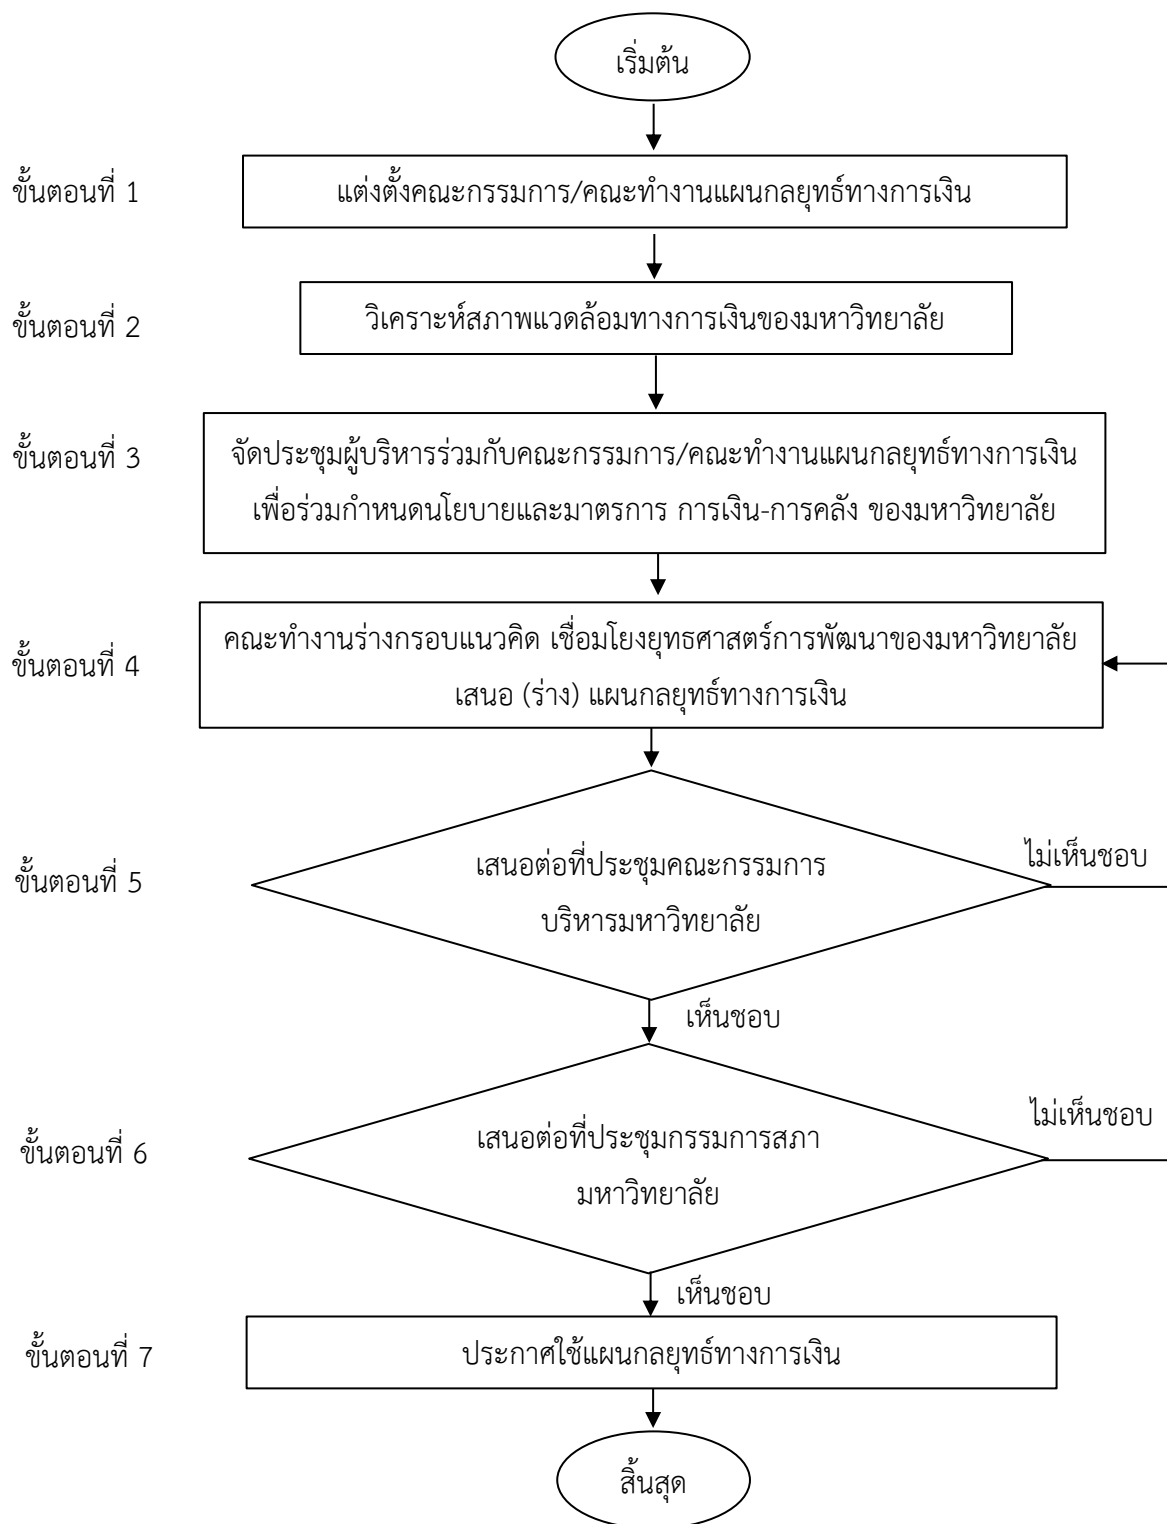 เริ่มต้น
ขั้นตอนที่ 1
แต่งตั้งคณะกรรมการ/คณะทำงานแผนกลยุทธ์ทางการเงิน
ขั้นตอนที่ 2
วิเคราะห์สภาพแวดล้อมทางการเงินของมหาวิทยาลัย
ขั้นตอนที่ 3
จัดประชุมผู้บริหารร่วมกับคณะกรรมการ/คณะทำงานแผนกลยุทธ์ทางการเงิน
เพื่อร่วมกำหนดนโยบายและมาตรการ การเงิน-การคลัง ของมหาวิทยาลัย
ขั้นตอนที่ 4
คณะทำงานร่างกรอบแนวคิด เชื่อมโยงยุทธศาสตร์การพัฒนาของมหาวิทยาลัย
เสนอ (ร่าง) แผนกลยุทธ์ทางการเงิน
ขั้นตอนที่ 5
เสนอต่อที่ประชุมคณะกรรมการ
บริหารมหาวิทยาลัย
ไม่เห็นชอบ
เห็นชอบ
ขั้นตอนที่ 6
เสนอต่อที่ประชุมกรรมการสภา
มหาวิทยาลัย
ไม่เห็นชอบ
เห็นชอบ
ขั้นตอนที่ 7
ประกาศใช้แผนกลยุทธ์ทางการเงิน
สิ้นสุด